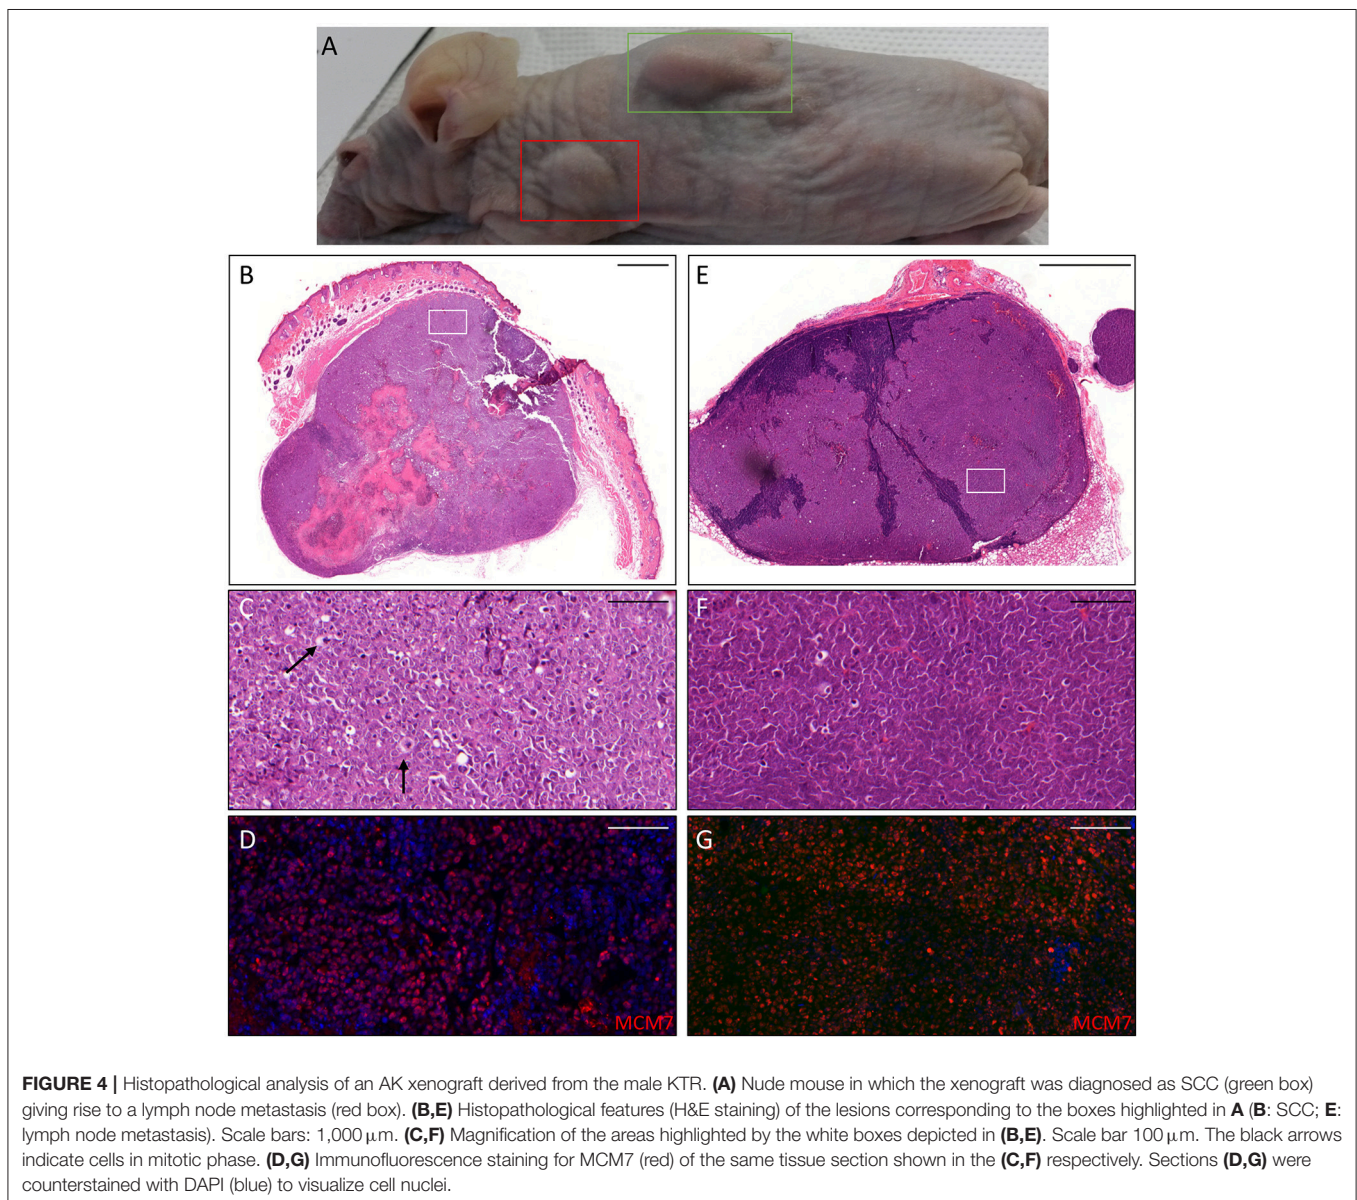 A
B
E
C
F
D
MCM7
G
MCM7
FIGURE 4 | Histopathological analysis of an AK xenograft derived from the male KTR. (A) Nude mouse in which the xenograft was diagnosed as SCC (green box)
giving rise to a lymph node metastasis (red box). (B,E) Histopathological features (H&E staining) of the lesions corresponding to the boxes highlighted in A (B: SCC; E:
lymph node metastasis). Scale bars: 1,000 μm. (C,F) Magnification of the areas highlighted by the white boxes depicted in (B,E). Scale bar 100 μm. The black arrows
indicate cells in mitotic phase. (D,G) Immunofluorescence staining for MCM7 (red) of the same tissue section shown in the (C,F) respectively. Sections (D,G) were
counterstained with DAPI (blue) to visualize cell nuclei.